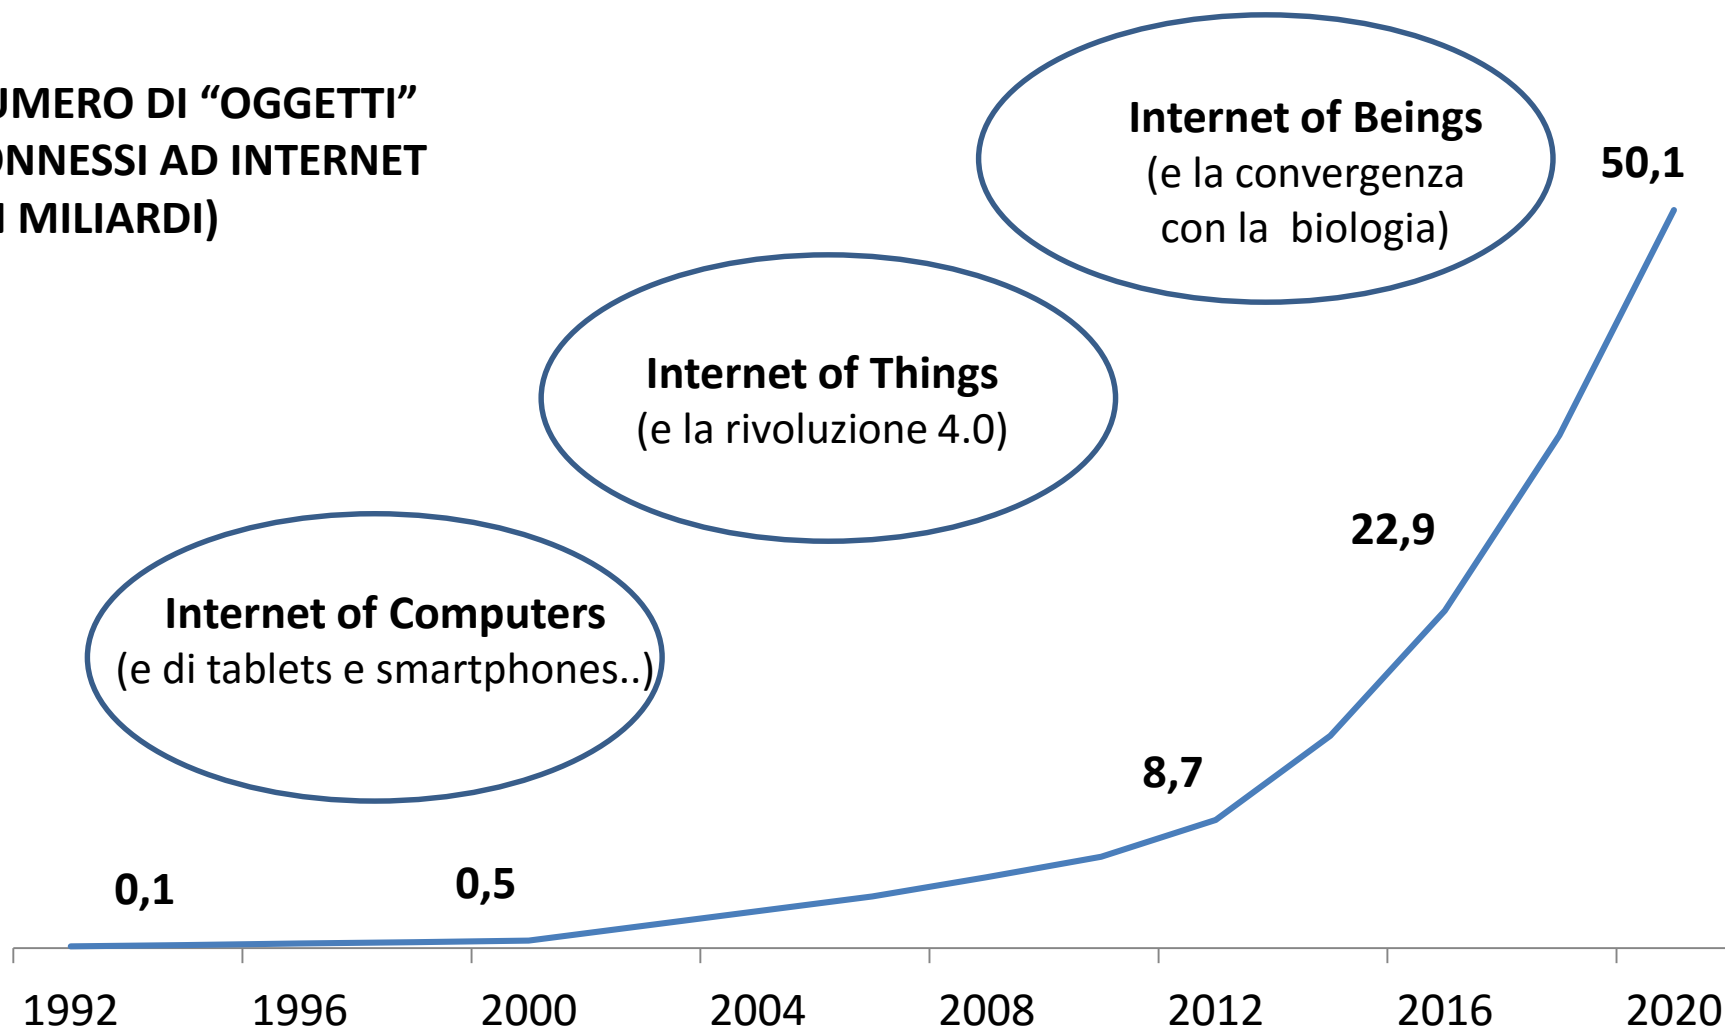 UMERO DI “OGGETTI”
ONNESSI AD INTERNET
I MILIARDI)
Internet of Beings
(e la convergenza
con la biologia)
50,1
Internet of Things
(e la rivoluzione 4.0)
22,9
Internet of Computers
(e di tablets e smartphones..)
8,7
0,1
0,5
1992 1996 2000 2004 2008 2012 2016 2020